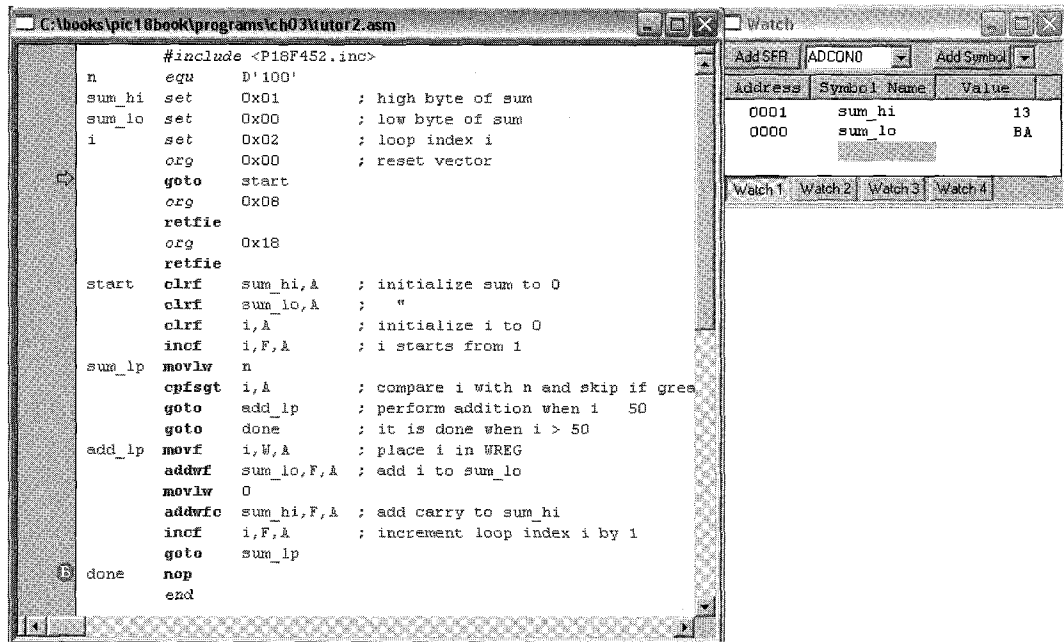 C:\books\pic18book\programs\ch03\tutor2.asm
#include <P18F452.inc>
n equ D'100'
sum_hi set 0x01 ; high byte of sum
sum_lo set 0x00 ; low byte of sum
i set 0x02 ; loop index i
org 0x00 ; reset vector
goto start
org 0x08
retfie
org 0x18
retfie
start clrf sum_hi,A ; initialize sum to 0
clrf sum_lo,A ; "
clrf i,A ; initialize i to 0
incf i,F,A ; i starts from 1
sum_lp movlw n
cpfsgt i,A ; compare i with n and skip if grea
goto add_lp ; perform addition when i 50
goto done ; it is done when i > 50
add_lp movf i,W,A ; place i in WREG
addwf sum_lo,F,A ; add i to sum_lo
movlw 0
addwfc sum_hi,F,A ; add carry to sum_hi
incf i,F,A ; increment loop index i by 1
goto sum_lp
B done nop
end
Watch
Add SFR ADCON0 Add Symbol
Address Symbol Name Value
0001 sum_hi 13
0000 sum_lo BA
Watch 1 Watch 2 Watch 3 Watch 4